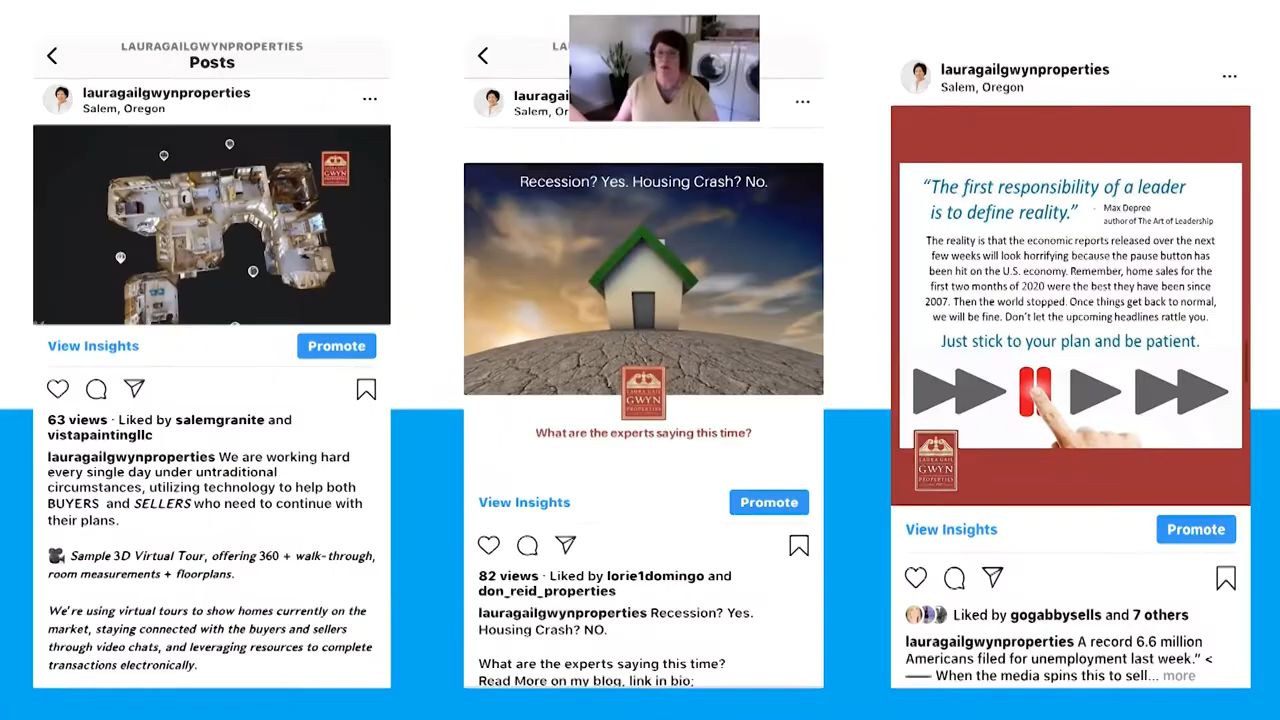 LAURAGAILGWYNPROPERTIES
Posts
lauragailgwynproperties
Salem, Oregon
View Insights
Promote
63 views · Liked by salemgranite and
vistapaintingllc
lauragailgwynproperties We are working hard
every single day under untraditional
circumstances, utilizing technology to help both
BUYERS and SELLERS who need to continue with
their plans.
Sample 3D Virtual Tour, offering 360 + walk-through,
room measurements + floorplans.
We're using virtual tours to show homes currently on the
market, staying connected with the buyers and sellers
through video chats, and leveraging resources to complete
transactions electronically.
LA
lauragai
Salem, Or
Recession? Yes. Housing Crash? No.
LAURA GAIL
GWYN
PROPERTIES
What are the experts saying this time?
View Insights
Promote
82 views · Liked by lorie1domingo and
don_reid_properties
lauragailgwynproperties Recession? Yes.
Housing Crash? NO.
What are the experts saying this time?
Read More on my blog, link in bio;
lauragailgwynproperties
Salem, Oregon
“The first responsibility of a leader
is to define reality.” - Max Depree
author of The Art of Leadership
The reality is that the economic reports released over the next
few weeks will look horrifying because the pause button has
been hit on the U.S. economy. Remember, home sales for the
first two months of 2020 were the best they have been since
2007. Then the world stopped. Once things get back to normal,
we will be fine. Don't let the upcoming headlines rattle you.
Just stick to your plan and be patient.
LAURA GAIL
GWYN
PROPERTIES
View Insights
Promote
Liked by gogabbysells and 7 others
lauragailgwynproperties A record 6.6 million
Americans filed for unemployment last week.” <
—— When the media spins this to sell... more